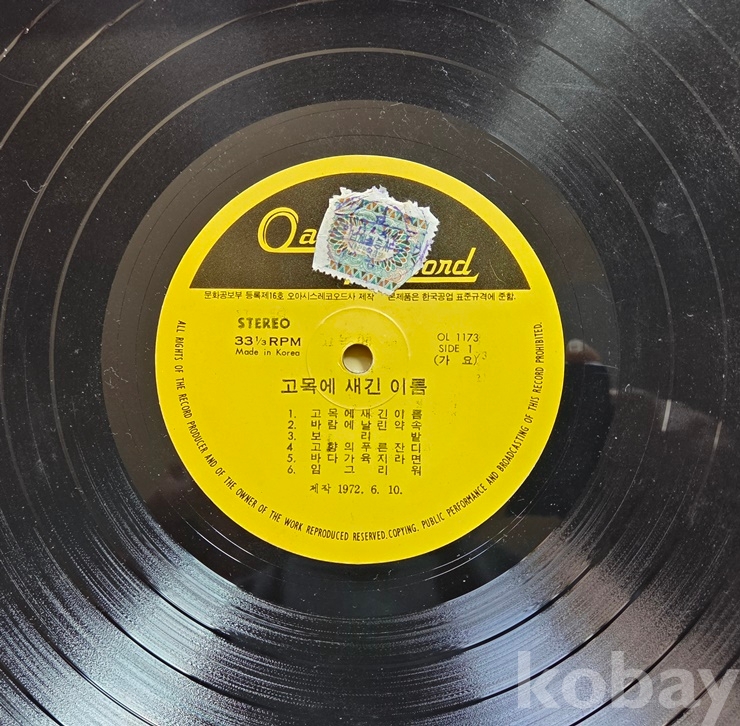 문화공보부 등록제16호 오아시스레코오드사 제작 본제품은 한국공업 표준규격에 준함.
STEREO
33 1/3 RPM
Made in Korea
OL 1173
SIDE 1
(가 요)
고목에 새긴 이름
1. 고목에새긴이름
2. 바람에날린약속
3. 보리밭
4. 고향의푸른잔디
5. 바다가육지라면
6. 임그리워
제작 1972. 6. 10.
ALL RIGHTS OF THE RECORD PRODUCER AND OF THE OWNER OF THE WORK REPRODUCED RESERVED. COPYING, PUBLIC PERFORMANCE AND BROADCASTING OF THIS RECORD PROHIBITED.
kobay